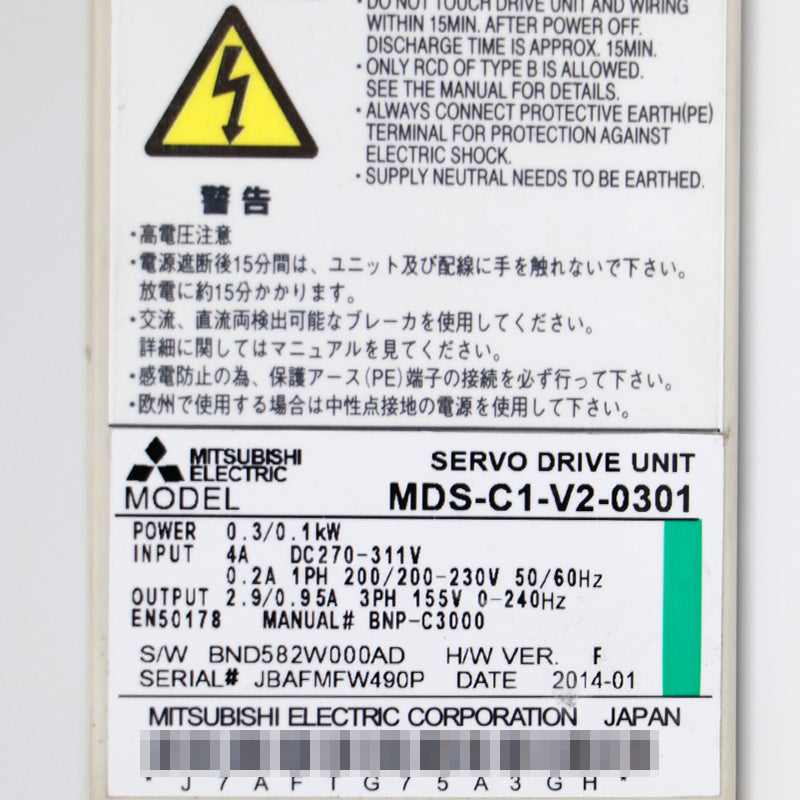 ・DO NOT TOUCH DRIVE UNIT AND WIRING
WITHIN 15MIN. AFTER POWER OFF.
DISCHARGE TIME IS APPROX. 15MIN.
・ONLY RCD OF TYPE B IS ALLOWED.
SEE THE MANUAL FOR DETAILS.
・ALWAYS CONNECT PROTECTIVE EARTH(PE)
TERMINAL FOR PROTECTION AGAINST
ELECTRIC SHOCK.
・SUPPLY NEUTRAL NEEDS TO BE EARTHED.
警告
・高電圧注意
・電源遮断後15分間は、ユニット及び配線に手を触れないで下さい。
放電に約15分かかります。
・交流、直流両検出可能なブレーカを使用してください。
詳細に関してはマニュアルを見てください。
・感電防止の為、保護アース(PE)端子の接続を必ず行って下さい。
・欧州で使用する場合は中性点接地の電源を使用して下さい。
MITSUBISHI
ELECTRIC
SERVO DRIVE UNIT
MODEL MDS-C1-V2-0301
POWER 0.3/0.1kW
INPUT 4A DC270-311V
0.2A 1PH 200/200-230V 50/60Hz
OUTPUT 2.9/0.95A 3PH 155V 0-240Hz
EN50178 MANUAL# BNP-C3000
S/W BND582W000AD H/W VER. F
SERIAL# JBAFMFW490P DATE 2014-01
MITSUBISHI ELECTRIC CORPORATION JAPAN
* J 7 A F 1 G 7 5 A 3 G H *